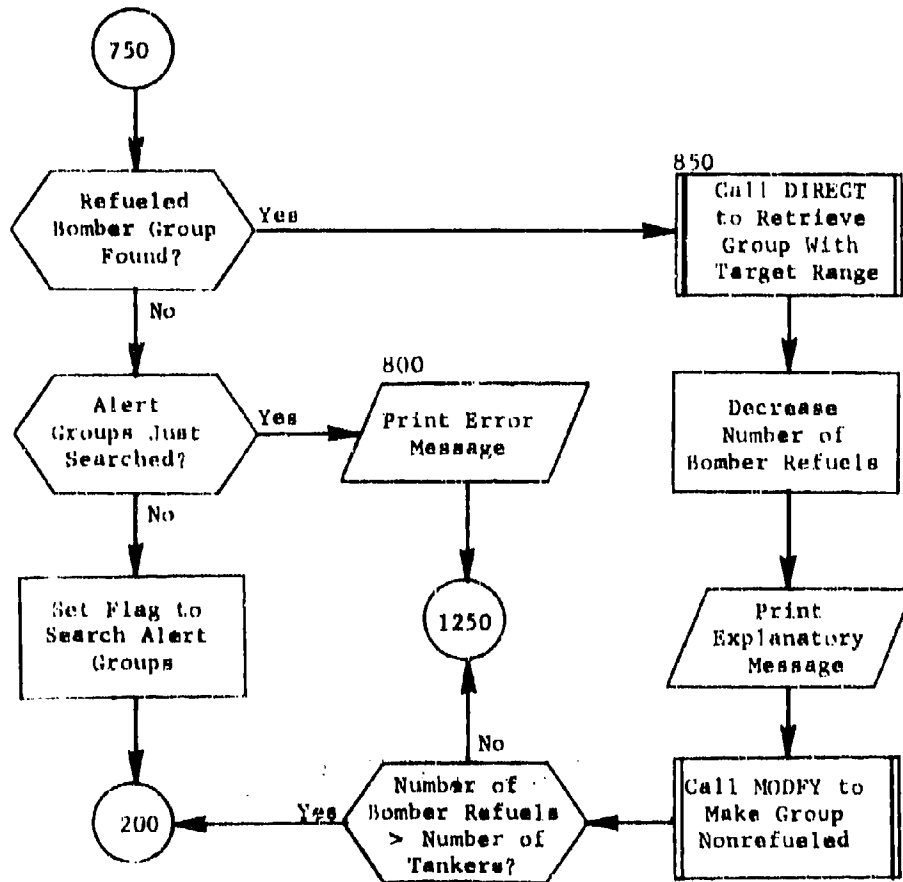 750
Refueled
Bomber Group
Found?
Yes
No
850
Call DIRECT
to Retrieve
Group With
Target Range
Alert
Groups Just
Searched?
Yes
No
800
Print Error
Message
Decrease
Number of
Bomber Refuels
Set Flag to
Search Alert
Groups
1250
Print
Explanatory
Message
200
Yes
No
Number of
Bomber Refuels
> Number of
Tankers?
Call MODFY to
Make Group
Nonrefueled